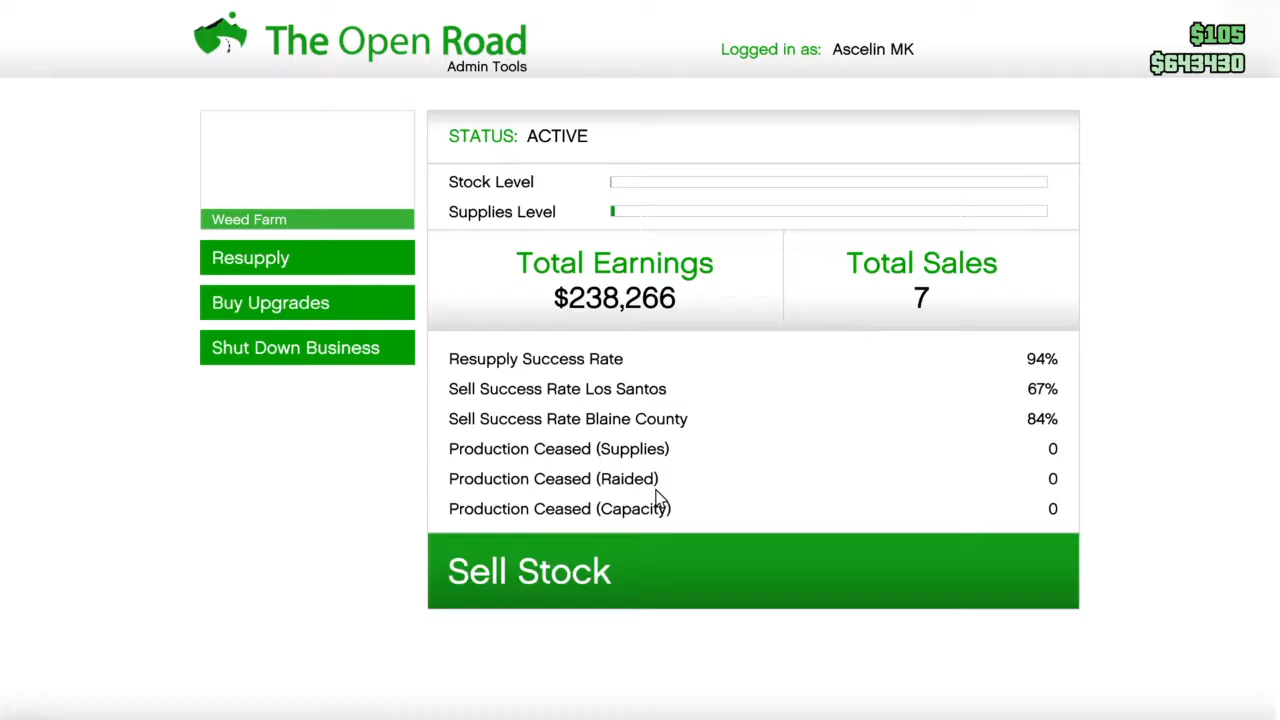 The Open Road
Admin Tools
Logged in as: Ascelin MK
$105
$643430
Weed Farm
Resupply
Buy Upgrades
Shut Down Business
STATUS: ACTIVE
Stock Level
Supplies Level
Total Earnings
$238,266
Total Sales
7
Resupply Success Rate 94%
Sell Success Rate Los Santos 67%
Sell Success Rate Blaine County 84%
Production Ceased (Supplies) 0
Production Ceased (Raided) 0
Production Ceased (Capacity) 0
Sell Stock